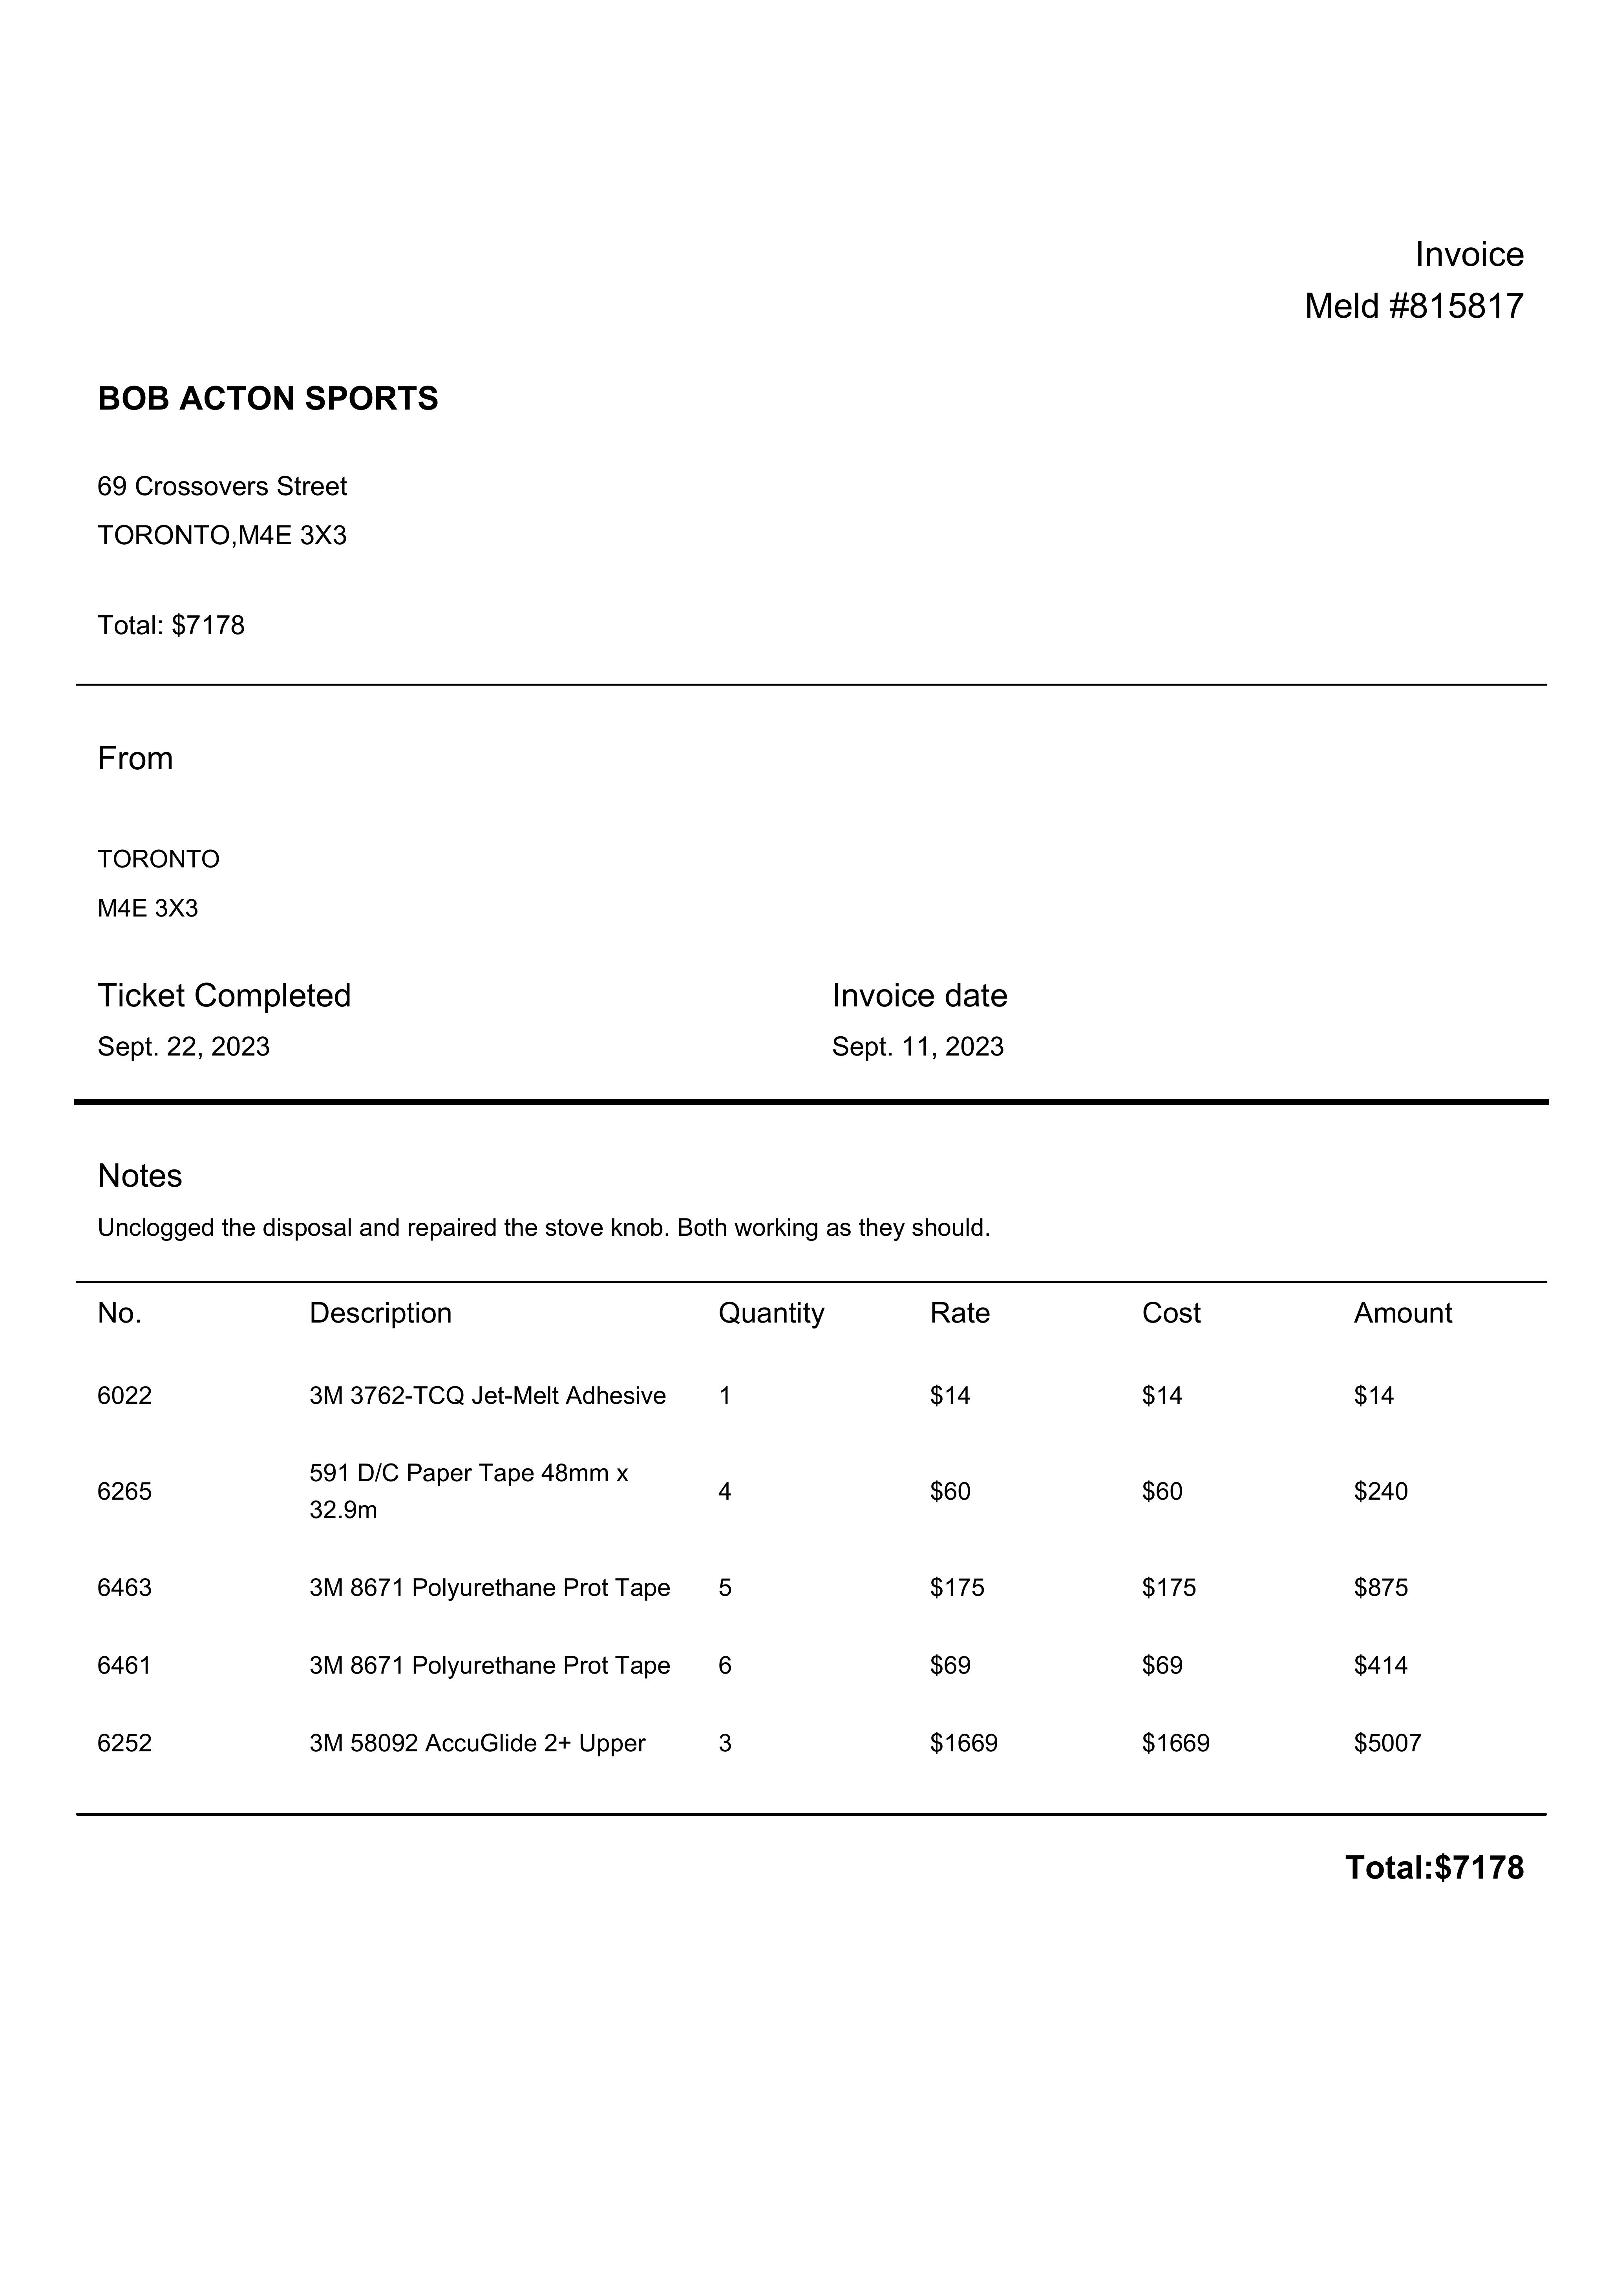 Invoice
Meld #815817
BOB ACTON SPORTS
69 Crossovers Street
TORONTO,M4E 3X3
Total: $7178
From
TORONTO
M4E 3X3
Ticket Completed Invoice date
Sept. 22, 2023 Sept. 11, 2023
Notes
Unclogged the disposal and repaired the stove knob. Both working as they should.
No. Description Quantity Rate Cost Amount
6022 3M 3762-TCQ Jet-Melt Adhesive 1 $14 $14 $14
6265 591 D/C Paper Tape 48mm x
32.9m 4 $60 $60 $240
6463 3M 8671 Polyurethane Prot Tape 5 $175 $175 $875
6461 3M 8671 Polyurethane Prot Tape 6 $69 $69 $414
6252 3M 58092 AccuGlide 2+ Upper 3 $1669 $1669 $5007
Total:$7178